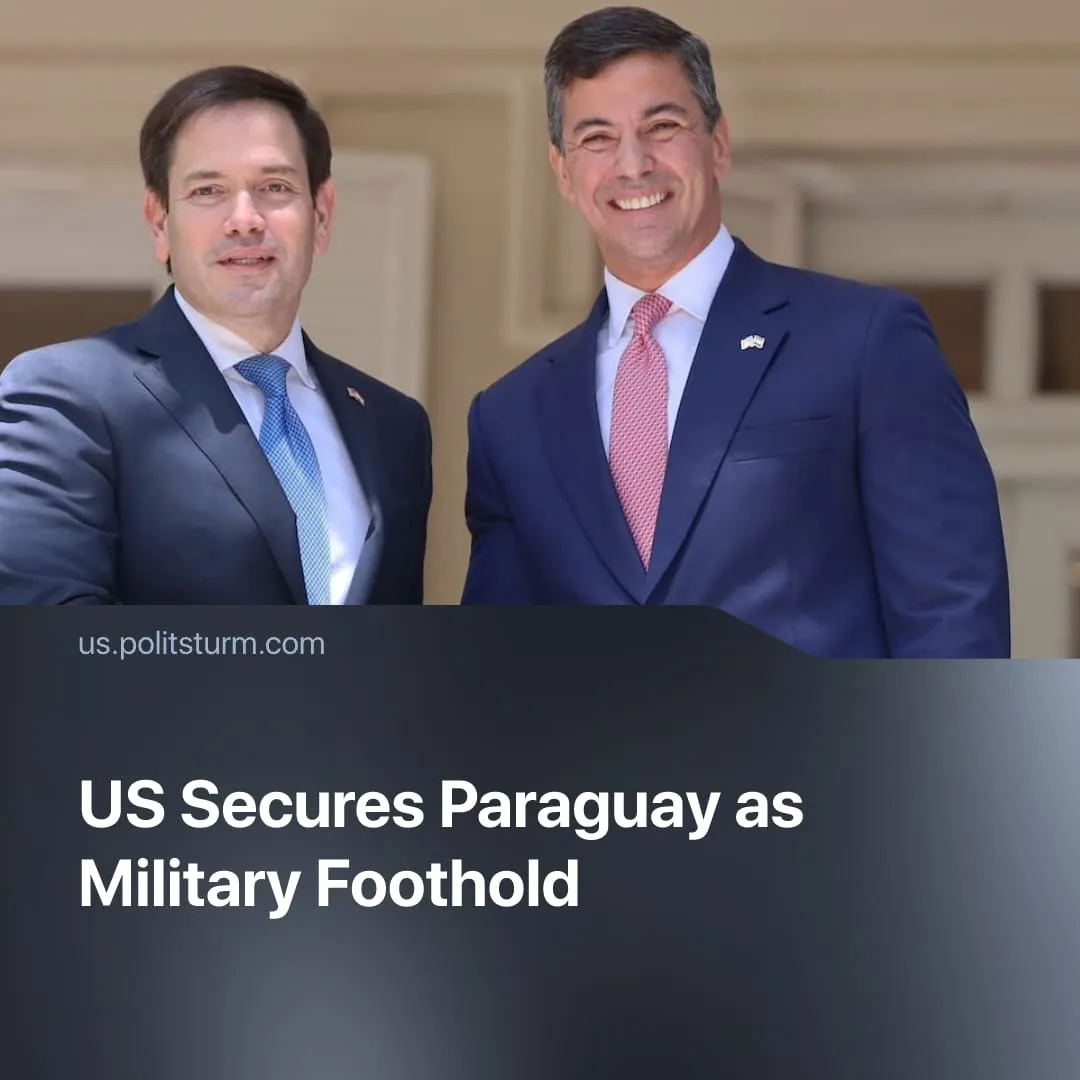 us.politsturm.com
US Secures Paraguay as
Military Foothold